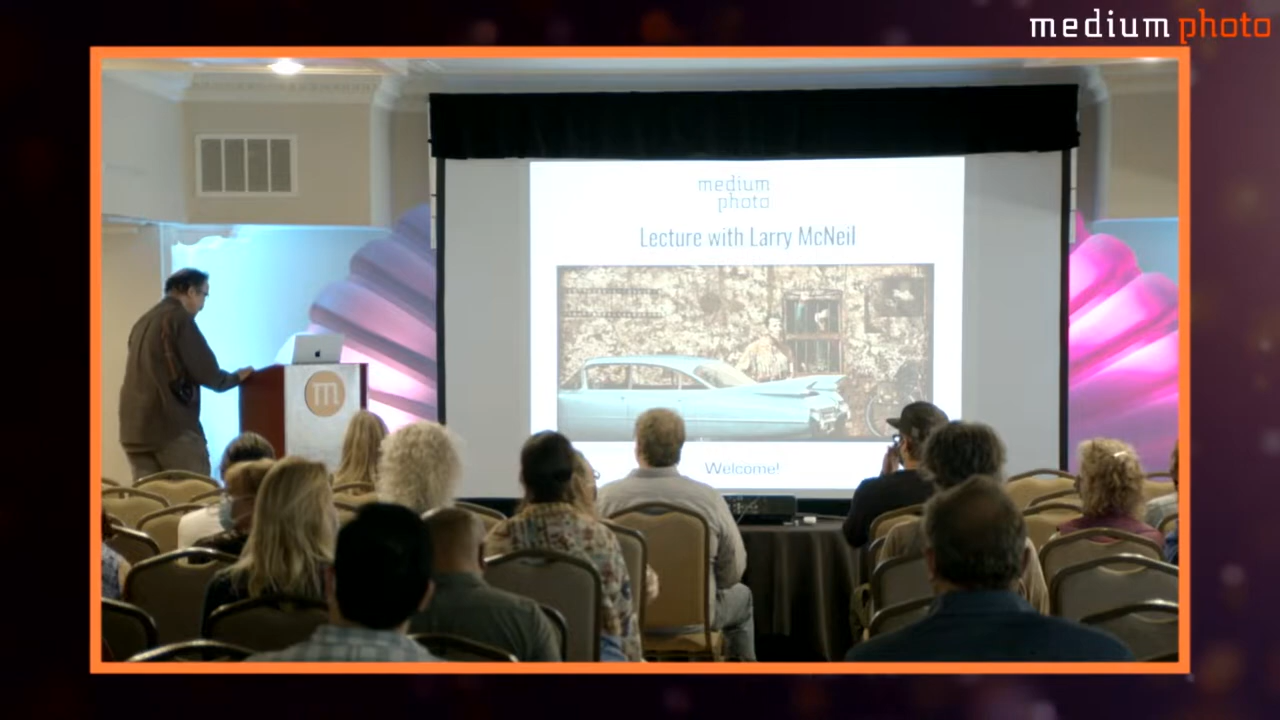 medium photo
medium
photo
Lecture with Larry McNeil
m
Welcome!